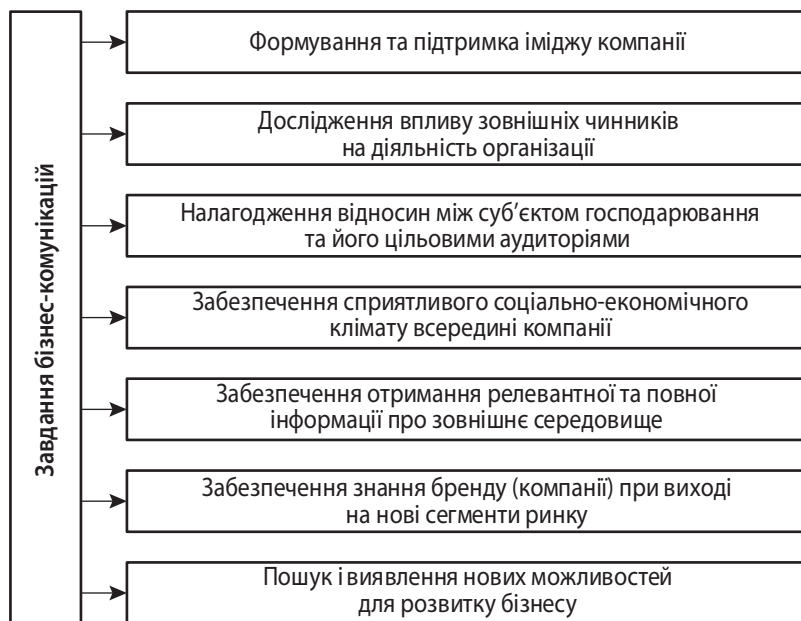 Завдання бізнес-комунікацій
Формування та підтримка іміджу компанії
Дослідження впливу зовнішніх чинників
на діяльність організації
Налагодження відносин між суб’єктом господарювання
та його цільовими аудиторіями
Забезпечення сприятливого соціально-економічного
клімату всередині компанії
Забезпечення отримання релевантної та повної
інформації про зовнішнє середовище
Забезпечення знання бренду (компанії) при виході
на нові сегменти ринку
Пошук і виявлення нових можливостей
для розвитку бізнесу